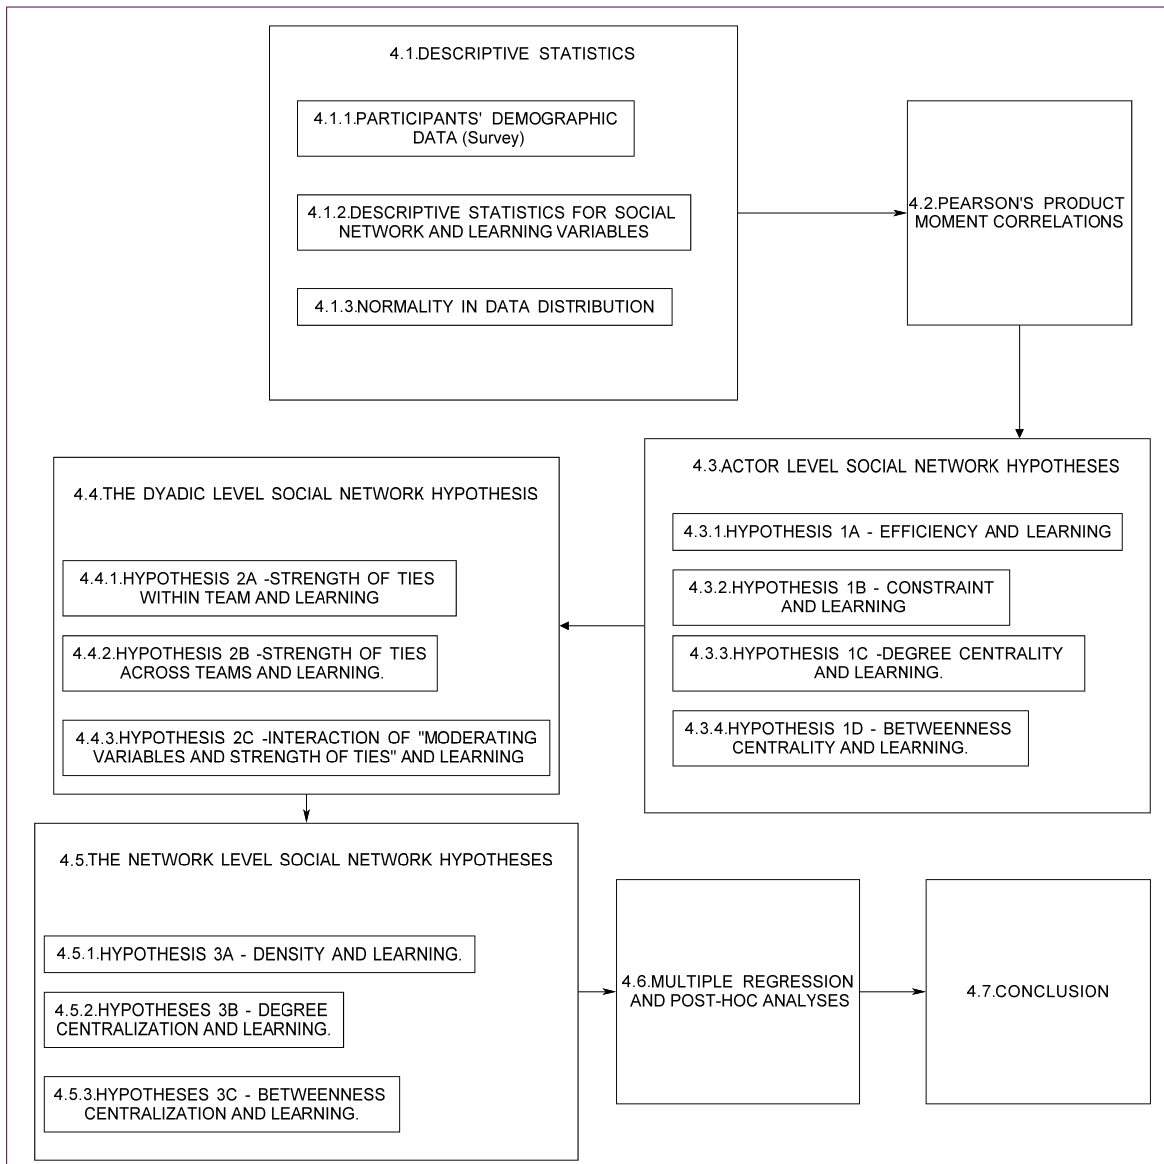 4.1.DESCRIPTIVE STATISTICS
4.1.1.PARTICIPANTS' DEMOGRAPHIC
DATA (Survey)
4.1.2.DESCRIPTIVE STATISTICS FOR SOCIAL
NETWORK AND LEARNING VARIABLES
4.1.3.NORMALITY IN DATA DISTRIBUTION
4.2.PEARSON'S PRODUCT
MOMENT CORRELATIONS
4.3.ACTOR LEVEL SOCIAL NETWORK HYPOTHESES
4.3.1.HYPOTHESIS 1A - EFFICIENCY AND LEARNING
4.3.2.HYPOTHESIS 1B - CONSTRAINT
AND LEARNING
4.3.3.HYPOTHESIS 1C -DEGREE CENTRALITY
AND LEARNING.
4.3.4.HYPOTHESIS 1D - BETWEENNESS
CENTRALITY AND LEARNING.
4.4.THE DYADIC LEVEL SOCIAL NETWORK HYPOTHESIS
4.4.1.HYPOTHESIS 2A -STRENGTH OF TIES
WITHIN TEAM AND LEARNING
4.4.2.HYPOTHESIS 2B -STRENGTH OF TIES
ACROSS TEAMS AND LEARNING.
4.4.3.HYPOTHESIS 2C -INTERACTION OF "MODERATING
VARIABLES AND STRENGTH OF TIES" AND LEARNING
4.5.THE NETWORK LEVEL SOCIAL NETWORK HYPOTHESES
4.5.1.HYPOTHESIS 3A - DENSITY AND LEARNING.
4.5.2.HYPOTHESES 3B - DEGREE
CENTRALIZATION AND LEARNING.
4.5.3.HYPOTHESES 3C - BETWEENNESS
CENTRALIZATION AND LEARNING.
4.6.MULTIPLE REGRESSION
AND POST-HOC ANALYSES
4.7.CONCLUSION